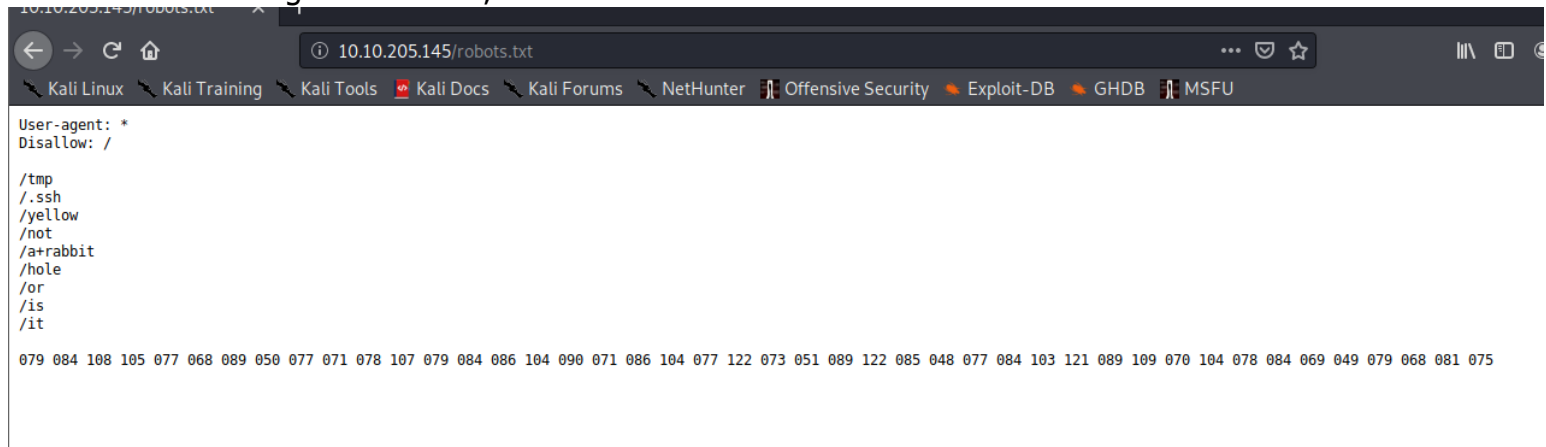 10.10.205.145/robots.txt
10.10.205.145/robots.txt
Kali Linux Kali Training Kali Tools Kali Docs Kali Forums NetHunter Offensive Security Exploit-DB GHDB MSFU
User-agent: *
Disallow: /
/tmp
/.ssh
/yellow
/not
/a+rabbit
/hole
/or
/is
/it
079 084 108 105 077 068 089 050 077 071 078 107 079 084 086 104 090 071 086 104 077 122 073 051 089 122 085 048 077 084 103 121 089 109 070 104 078 084 069 049 079 068 081 075